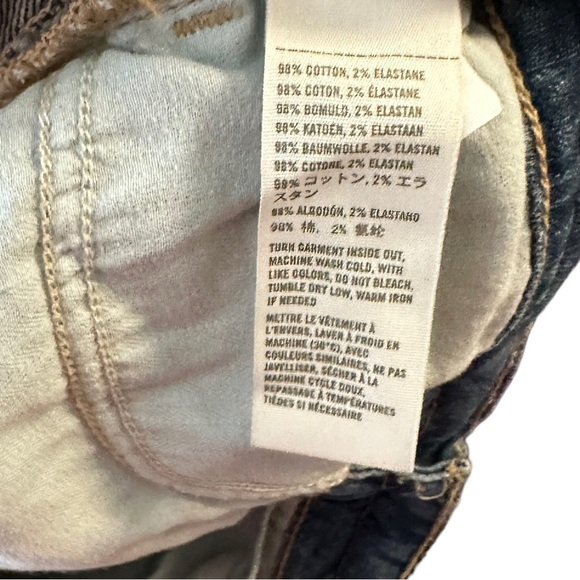 98% COTTON, 2% ELASTANE
98% COTON, 2% ÉLASTANE
98% BOMULD, 2% ELASTAN
98% KATOEN, 2% ELASTAAN
98% BAUMWOLLE, 2% ELASTAN
98% COTONE, 2% ELASTAN
98% コットン, 2% エラ
スタン
98% ALGODÓN, 2% ELASTANO
98% 棉, 2% 氨纶
TURN GARMENT INSIDE OUT,
MACHINE WASH COLD, WITH
LIKE COLORS, DO NOT BLEACH,
TUMBLE DRY LOW, WARM IRON
IF NEEDED
METTRE LE VÊTEMENT À
L'ENVERS, LAVER À FROID EN
MACHINE (30°C), AVEC
COULEURS SIMILAIRES, NE PAS
JAVELLISER, SÉCHER À LA
MACHINE CYCLE DOUX,
REPASSAGE À TEMPÉRATURES
TIÈDES SI NÉCESSAIRE